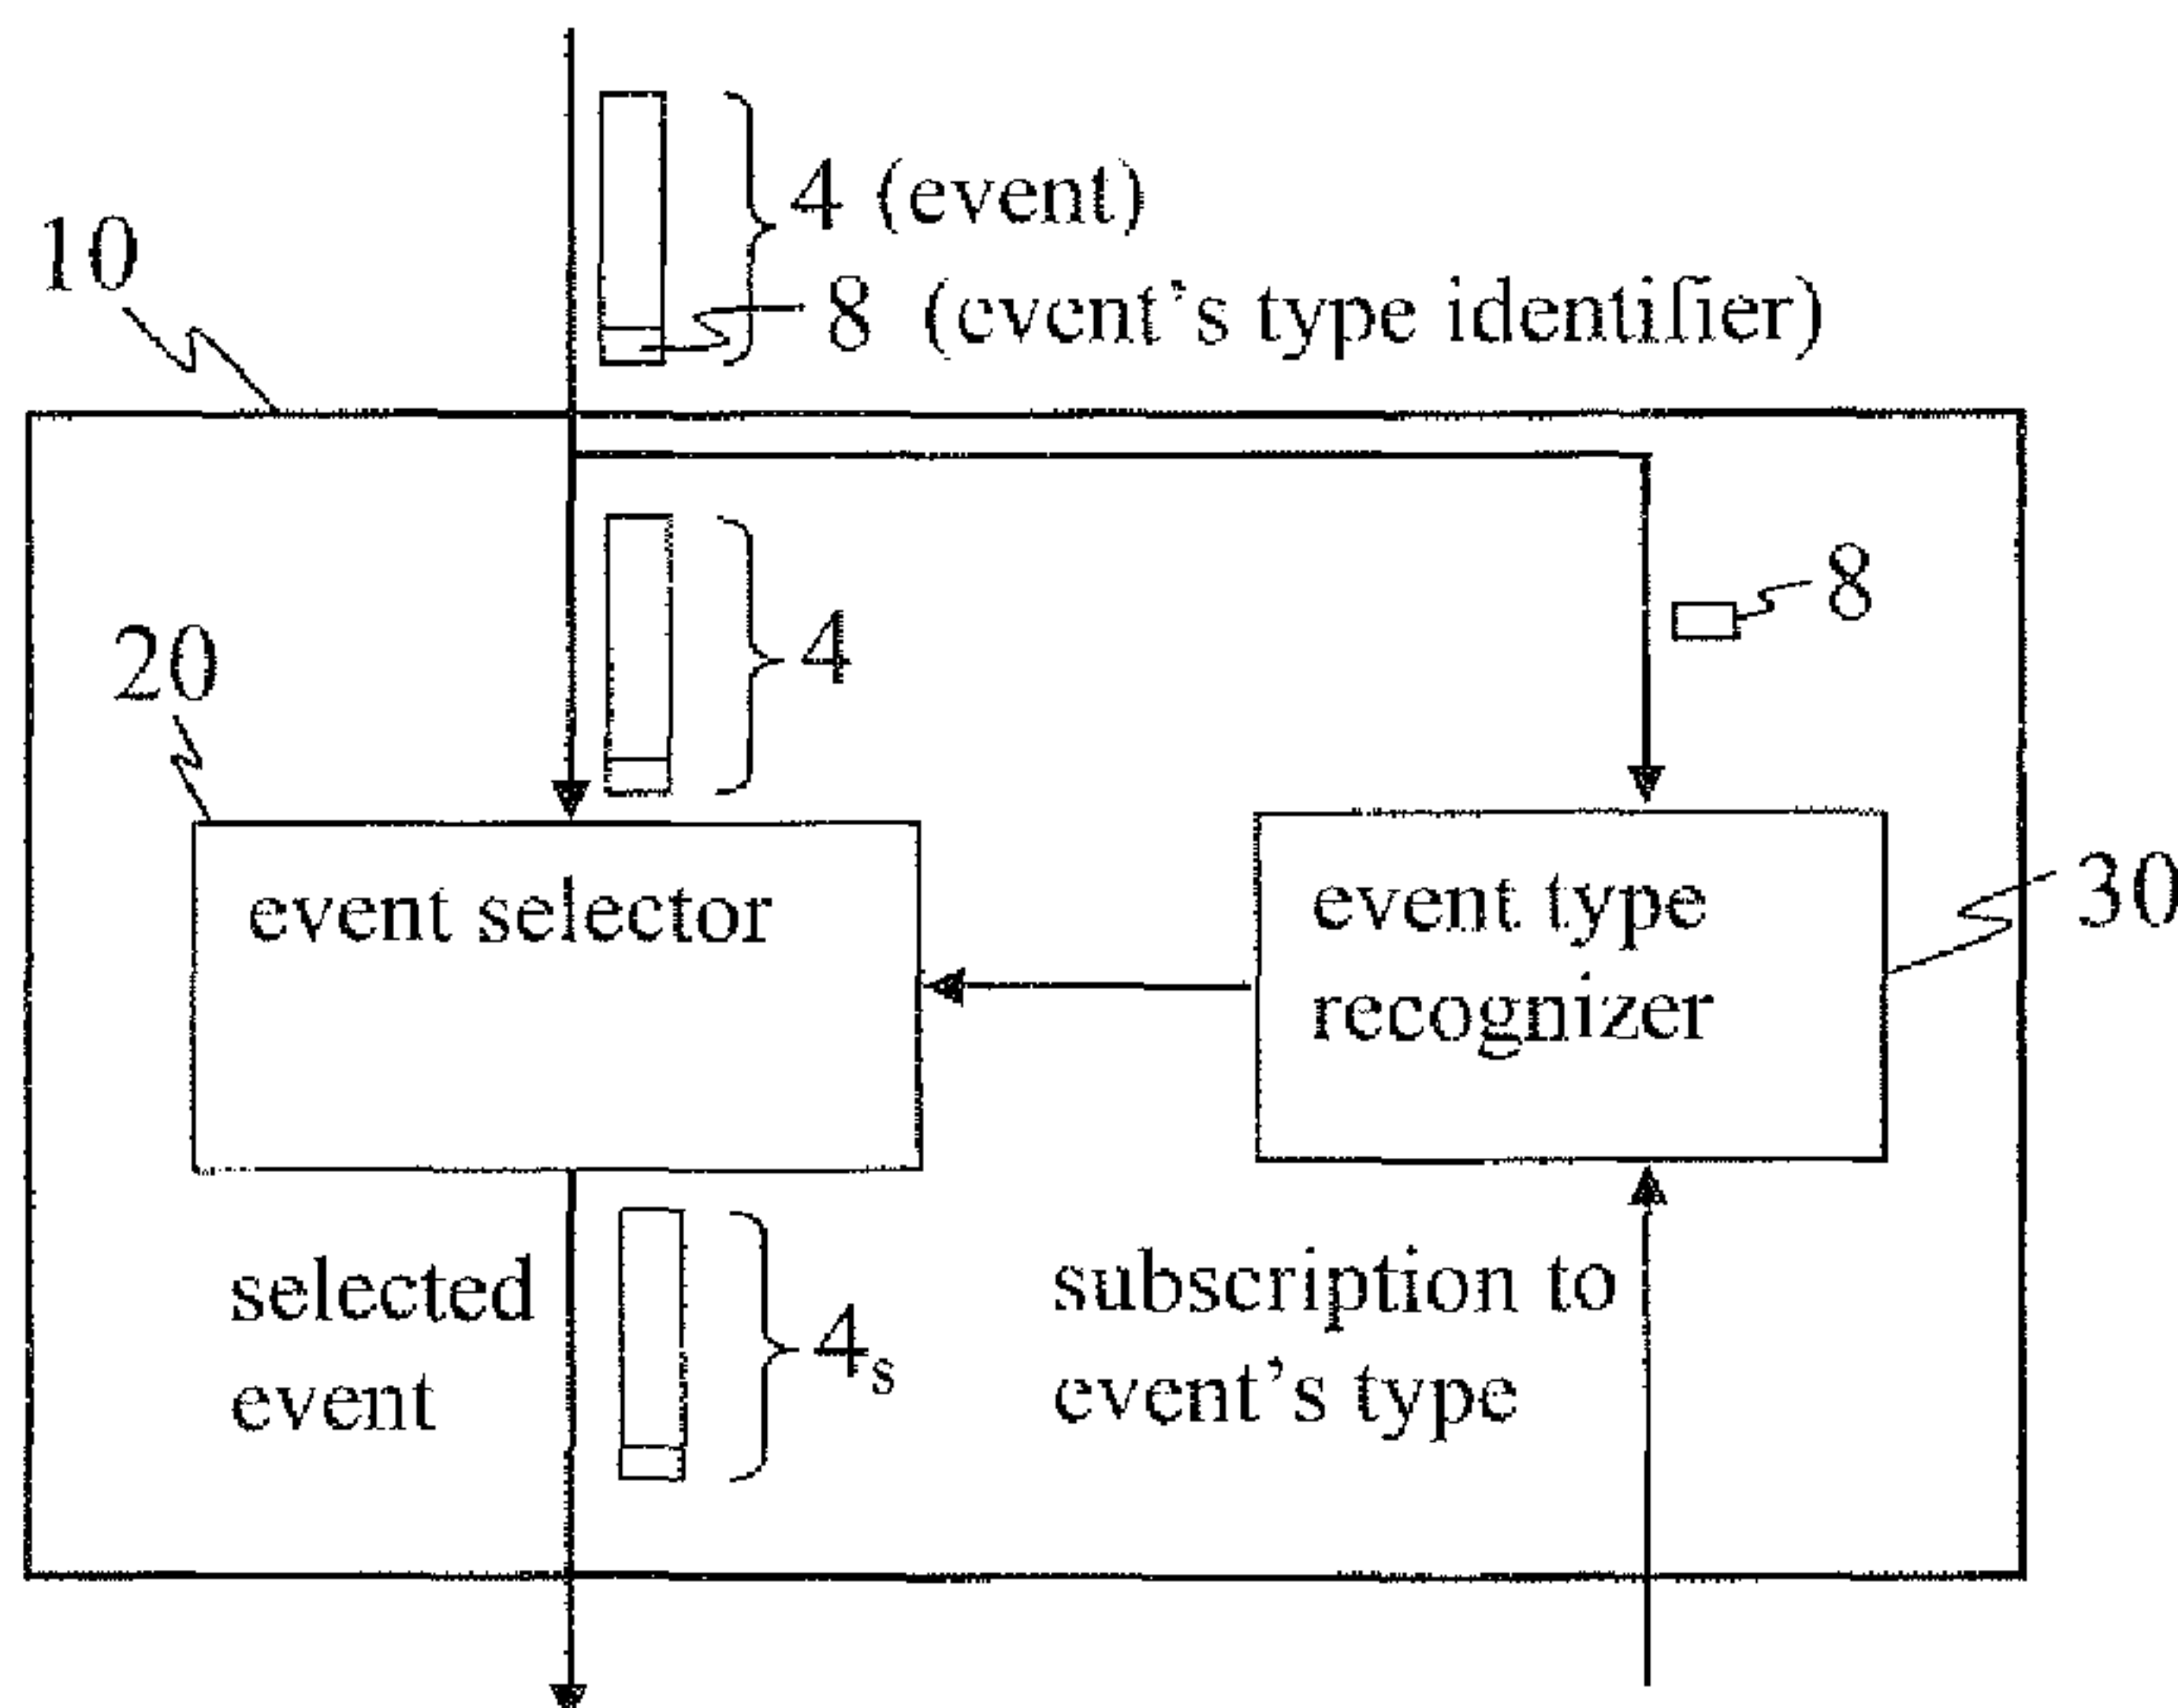 4 (event)
10
8 (event's type identifier)
4
8
20
30
event selector
event type
recognizer
selected
event
4s
subscription to
event's type